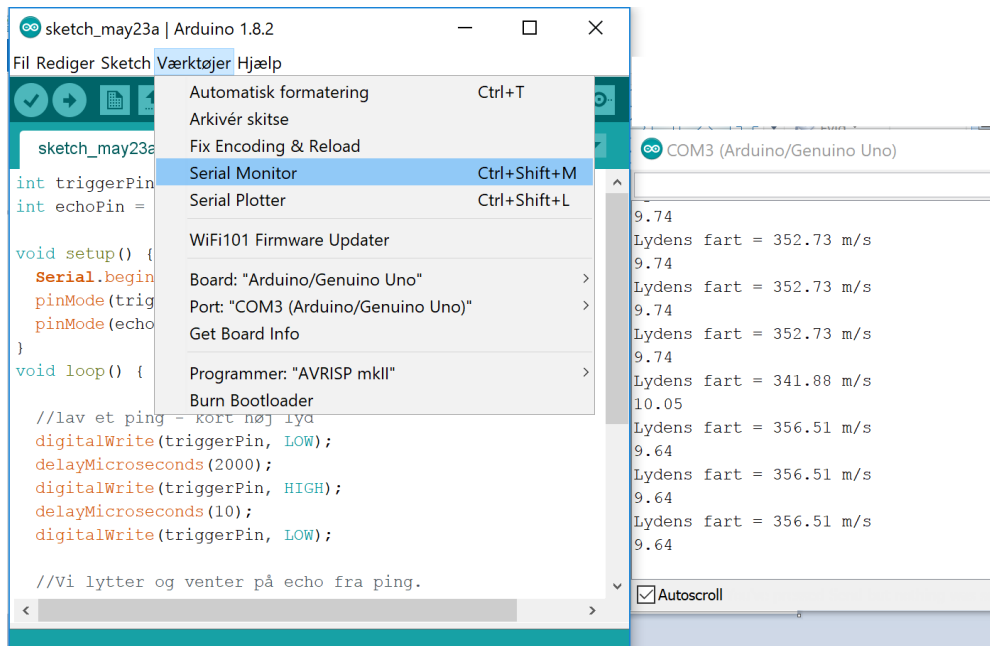 sketch_may23a | Arduino 1.8.2
Fil Rediger Sketch Værktøjer Hjælp
Automatisk formatering Ctrl+T
Arkivér skitse
Fix Encoding & Reload
Serial Monitor Ctrl+Shift+M
Serial Plotter Ctrl+Shift+L
WiFi101 Firmware Updater
Board: "Arduino/Genuino Uno"
Port: "COM3 (Arduino/Genuino Uno)"
Get Board Info
Programmer: "AVRISP mkII"
Burn Bootloader
sketch_may23a
int triggerPin
int echoPin =
void setup() {
Serial.begin
pinMode(trig
pinMode(echo
}
void loop() {
//lav et ping - kort høj lyd
digitalWrite(triggerPin, LOW);
delayMicroseconds(2000);
digitalWrite(triggerPin, HIGH);
delayMicroseconds(10);
digitalWrite(triggerPin, LOW);
//Vi lytter og venter på echo fra ping.
COM3 (Arduino/Genuino Uno)
9.74
Lydens fart = 352.73 m/s
9.74
Lydens fart = 352.73 m/s
9.74
Lydens fart = 352.73 m/s
9.74
Lydens fart = 341.88 m/s
10.05
Lydens fart = 356.51 m/s
9.64
Lydens fart = 356.51 m/s
9.64
Lydens fart = 356.51 m/s
9.64
Autoscroll